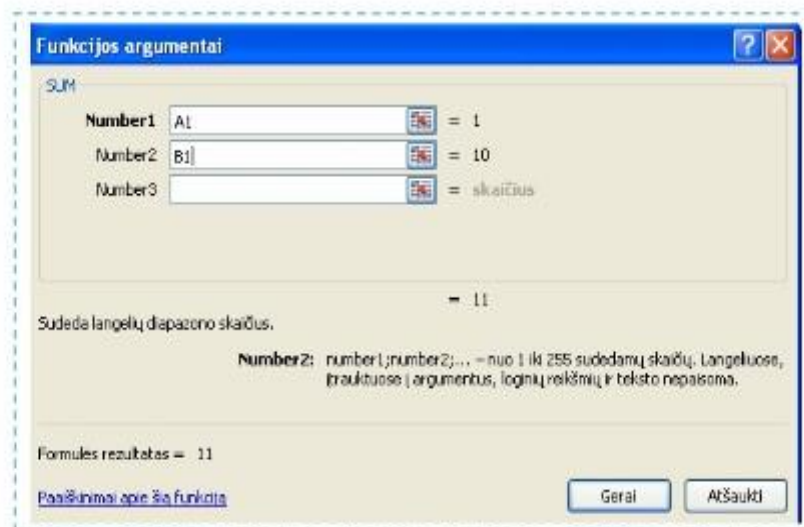 Funkcijos argumentai
SUM
Number1 A1 = 1
Number2 B1 = 10
Number3 = skaičius
= 11
Sudeda langelių diapazono skaičius.
Number2: number1;number2;... – nuo 1 iki 255 sudedamų skaičių. Langeliuose,
įtrauktuose į argumentus, loginių reikšmių ir teksto nepaisoma.
Formulės rezultatas = 11
Paaiškinimai apie šią funkciją
Gerai Atšaukti